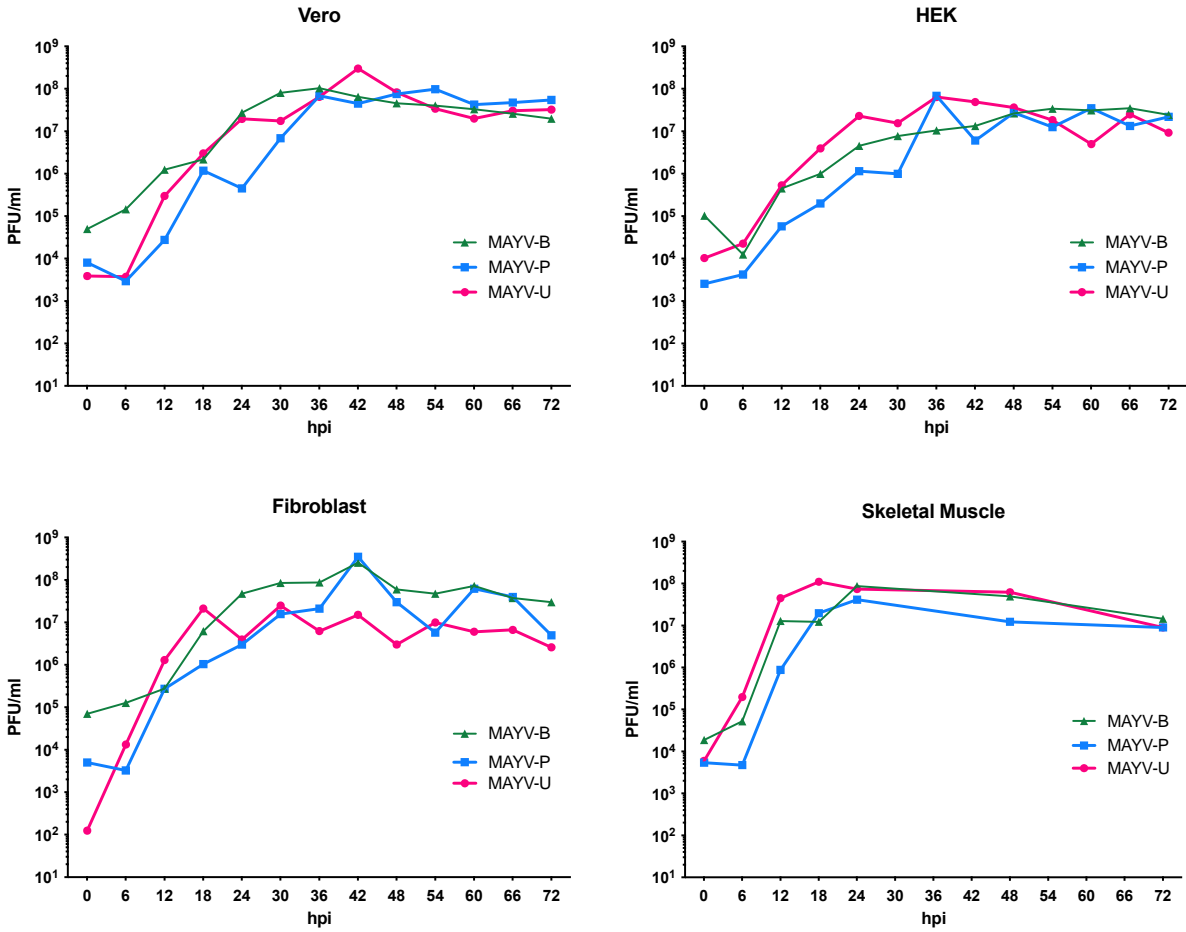 Vero
PFU/ml
10⁹
10⁸
10⁷
10⁶
10⁵
10⁴
10³
10²
10¹
MAYV-B
MAYV-P
MAYV-U
0 6 12 18 24 30 36 42 48 54 60 66 72
hpi
HEK
PFU/ml
10⁹
10⁸
10⁷
10⁶
10⁵
10⁴
10³
10²
10¹
MAYV-B
MAYV-P
MAYV-U
0 6 12 18 24 30 36 42 48 54 60 66 72
hpi
Fibroblast
PFU/ml
10⁹
10⁸
10⁷
10⁶
10⁵
10⁴
10³
10²
10¹
MAYV-B
MAYV-P
MAYV-U
0 6 12 18 24 30 36 42 48 54 60 66 72
hpi
Skeletal Muscle
PFU/ml
10⁹
10⁸
10⁷
10⁶
10⁵
10⁴
10³
10²
10¹
MAYV-B
MAYV-P
MAYV-U
0 6 12 18 24 30 36 42 48 54 60 66 72
hpi